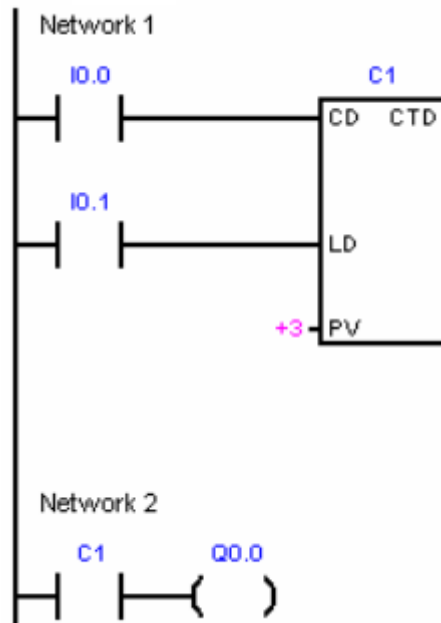 Network 1
I0.0
C1
CD CTD
I0.1
LD
+3 PV
Network 2
C1 Q0.0